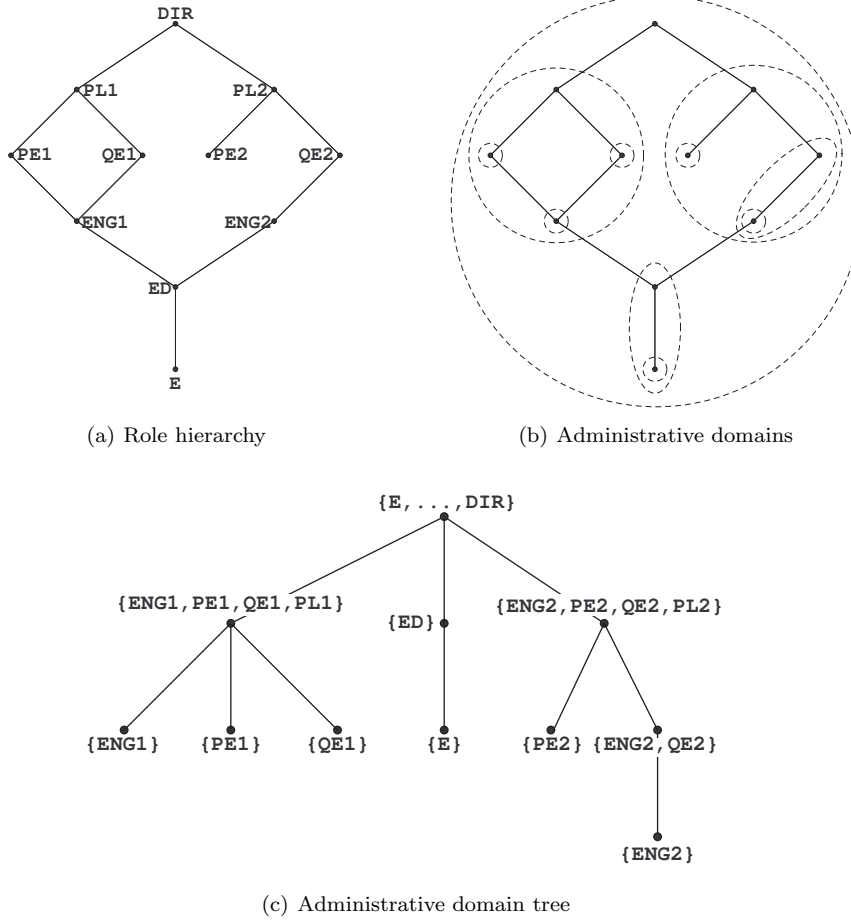 DIR
PL1 PL2
PE1 QE1 PE2 QE2
ENG1 ENG2
ED
E
(a) Role hierarchy (b) Administrative domains
{E,...,DIR}
{ENG1,PE1,QE1,PL1} {ED} {ENG2,PE2,QE2,PL2}
{ENG1} {PE1} {QE1} {E} {PE2} {ENG2,QE2}
{ENG2}
(c) Administrative domain tree